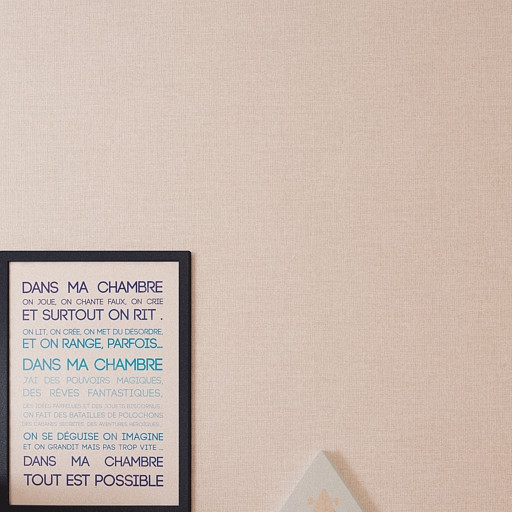 DANS MA CHAMBRE
ON JOUE, ON CHANTE FAUX, ON CRIE
ET SURTOUT ON RIT .
ON LIT, ON CRÉE, ON MET DU DÉSORDRE,
ET ON RANGE, PARFOIS...
DANS MA CHAMBRE
J'AI DES POUVOIRS MAGIQUES,
DES RÊVES FANTASTIQUES,
ON FAIT DES BATAILLES DE POLOCHONS
ON SE DÉGUISE ON IMAGINE
ET ON GRANDIT MAIS PAS TROP VITE ...
DANS MA CHAMBRE
TOUT EST POSSIBLE